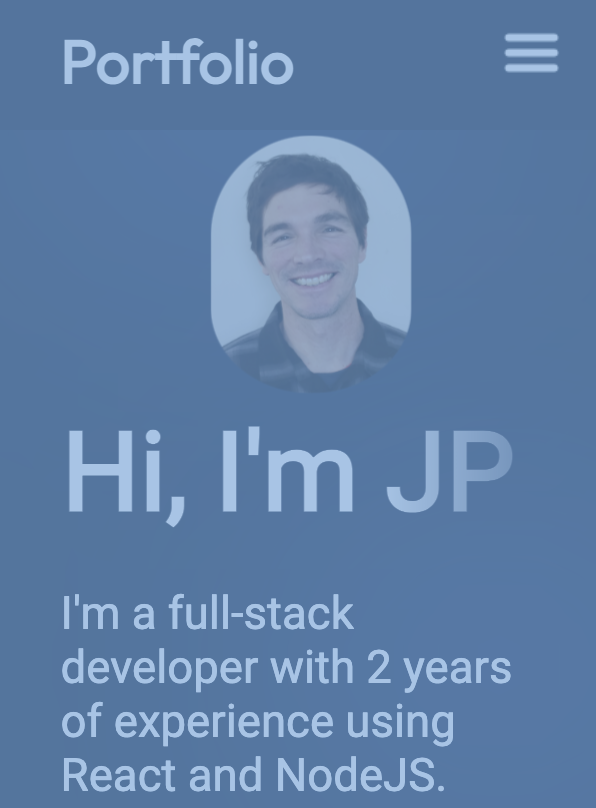 Portfolio
Hi, I'm JP
I'm a full-stack
developer with 2 years
of experience using
React and NodeJS.